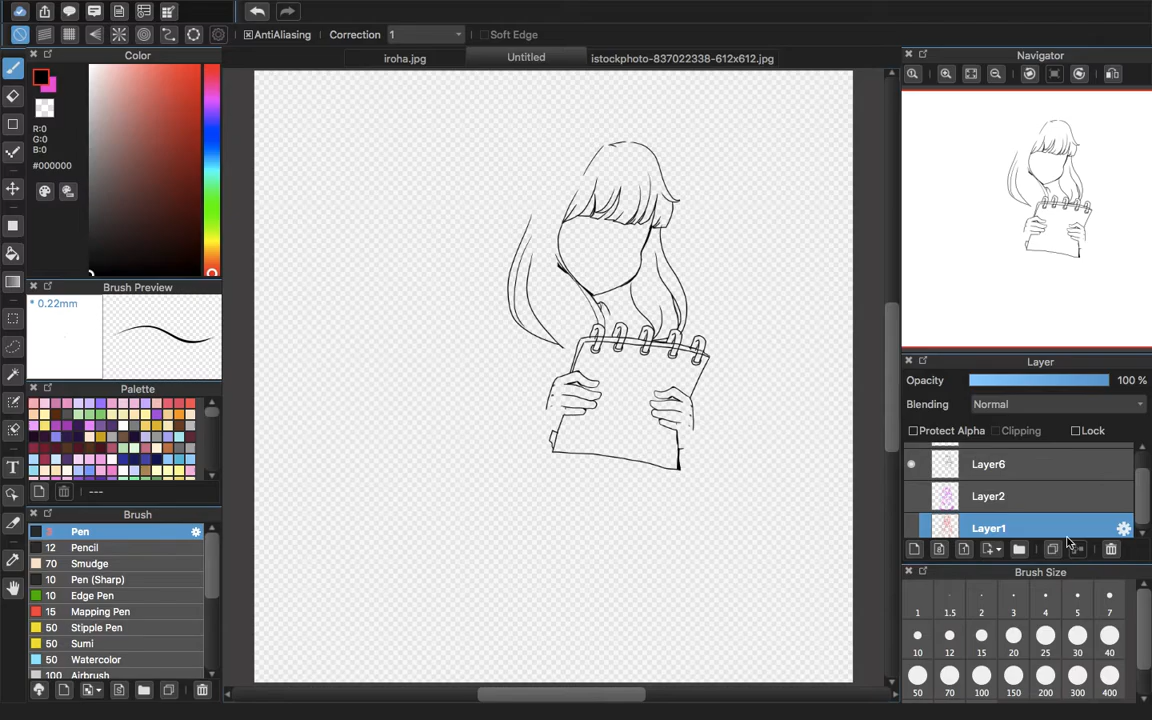 AntiAliasing
Correction
1
Soft Edge
Color
iroha.jpg
Untitled
istockphoto-837022338-612x612.jpg
Navigator
R:0
G:0
B:0
#000000
Brush Preview
* 0.22mm
Palette
---
Brush
Pen
12 Pencil
70 Smudge
10 Pen (Sharp)
10 Edge Pen
15 Mapping Pen
50 Stipple Pen
50 Sumi
50 Watercolor
100 Airbrush
Layer
Opacity 100 %
Blending Normal
Protect Alpha Clipping Lock
Layer6
Layer2
Layer1
Brush Size
1 1.5 2 3 4 5 7
10 12 15 20 25 30 40
50 70 100 150 200 300 400